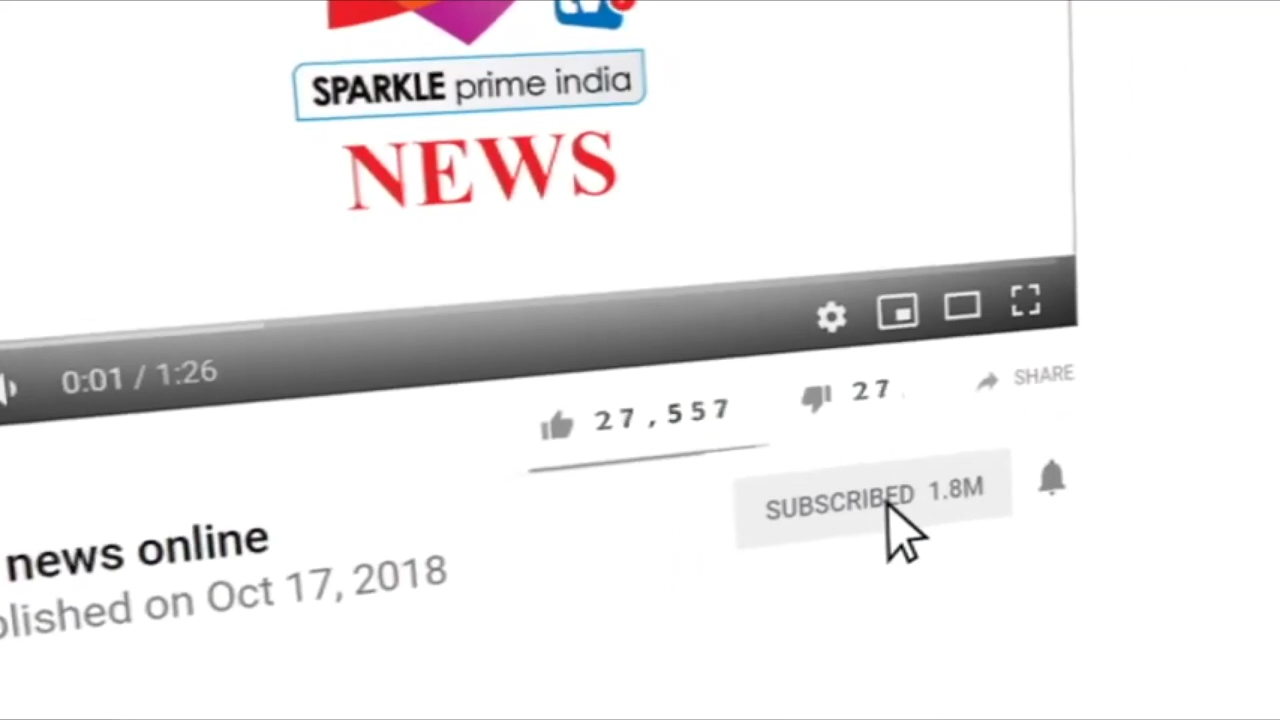 SPARKLE prime india
NEWS
0:01 / 1:26
27,557
27
SHARE
SUBSCRIBED 1.8M
news online
blished on Oct 17, 2018